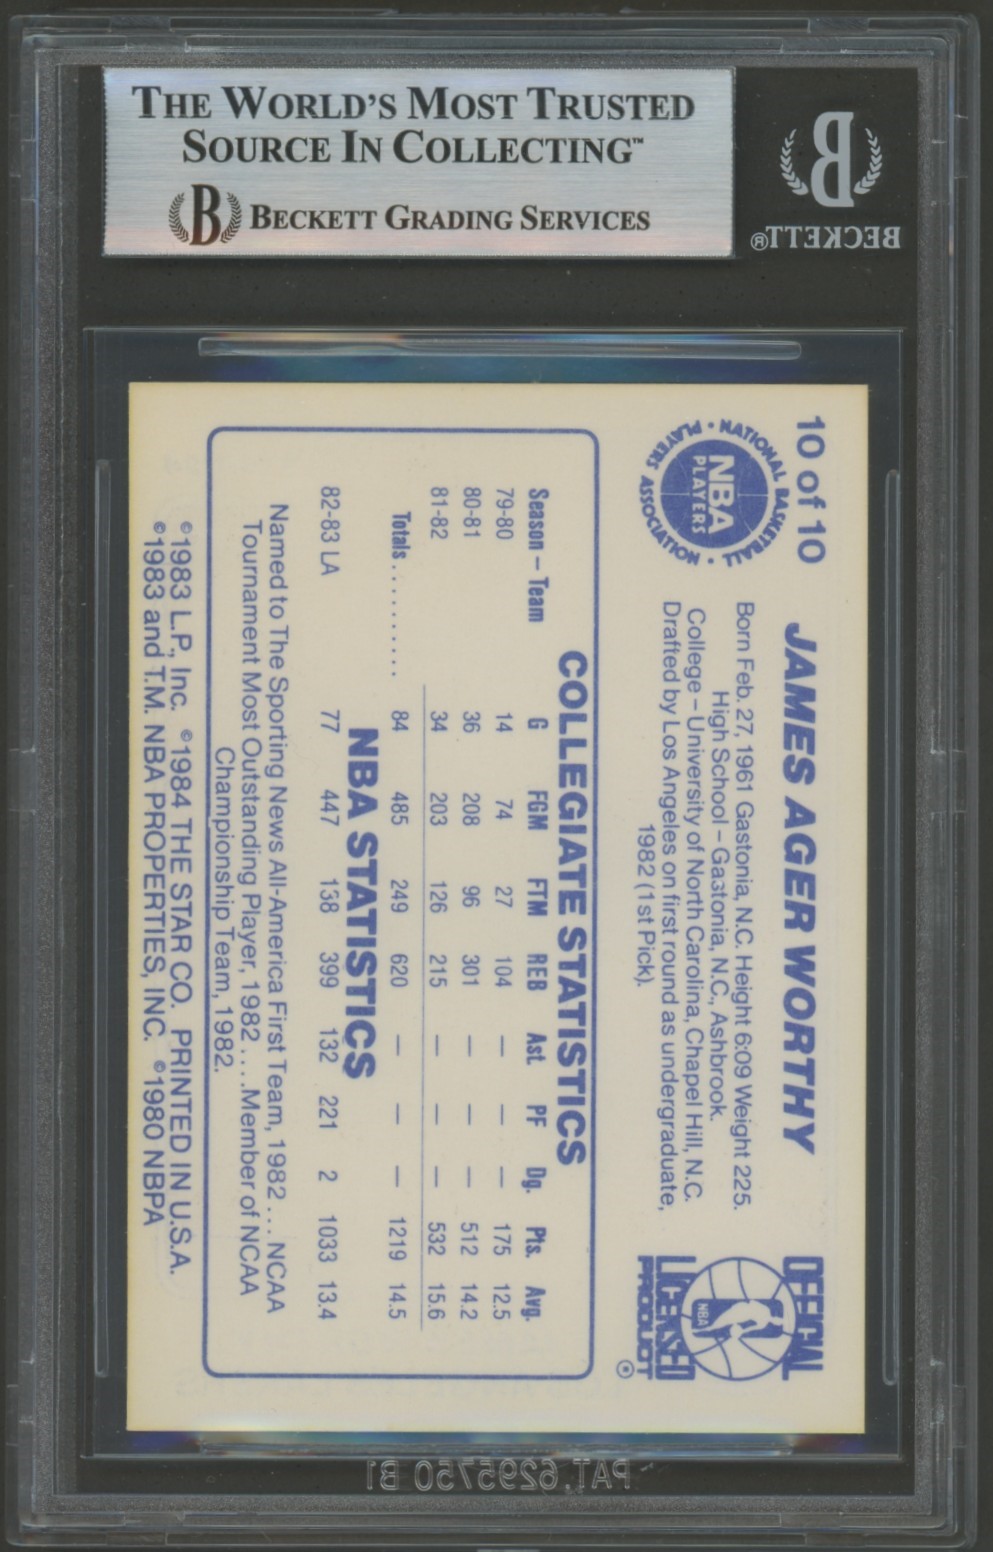 THE WORLD'S MOST TRUSTED
SOURCE IN COLLECTING™
B BECKETT GRADING SERVICES
B
BECKETT®
10 of 10
JAMES AGER WORTHY
NATIONAL BASKETBALL PLAYERS ASSOCIATION
NBA
PLAYERS
Born Feb. 27, 1961 Gastonia, N.C. Height 6:09 Weight 225.
High School – Gastonia, N.C., Ashbrook.
College – University of North Carolina, Chapel Hill, N.C.
Drafted by Los Angeles on first round as undergraduate,
1982 (1st Pick).
OFFICIAL
NBA
LICENSED
PRODUCT ®
COLLEGIATE STATISTICS
Season – Team G FGM FTM REB Ast. PF Dq. Pts. Avg.
79-80 14 74 27 104 — — — 175 12.5
80-81 36 208 96 301 — — — 512 14.2
81-82 34 203 126 215 — — — 532 15.6
Totals.......... 84 485 249 620 — — — 1219 14.5
NBA STATISTICS
82-83 LA 77 447 138 399 132 221 2 1033 13.4
Named to The Sporting News All-America First Team, 1982 ... NCAA
Tournament Most Outstanding Player, 1982 ... .Member of NCAA
Championship Team, 1982.
©1983 L.P., Inc. ©1984 THE STAR CO. PRINTED IN U.S.A.
©1983 and T.M. NBA PROPERTIES, INC. ©1980 NBPA
PAT. 6295750 B1